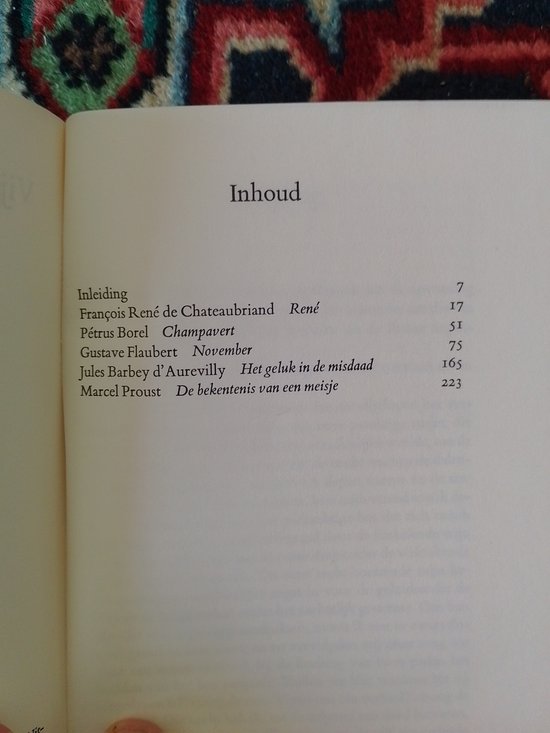 Inhoud
Inleiding 7
François René de Chateaubriand René 17
Pétrus Borel Champavert 51
Gustave Flaubert November 75
Jules Barbey d'Aurevilly Het geluk in de misdaad 165
Marcel Proust De bekentenis van een meisje 223